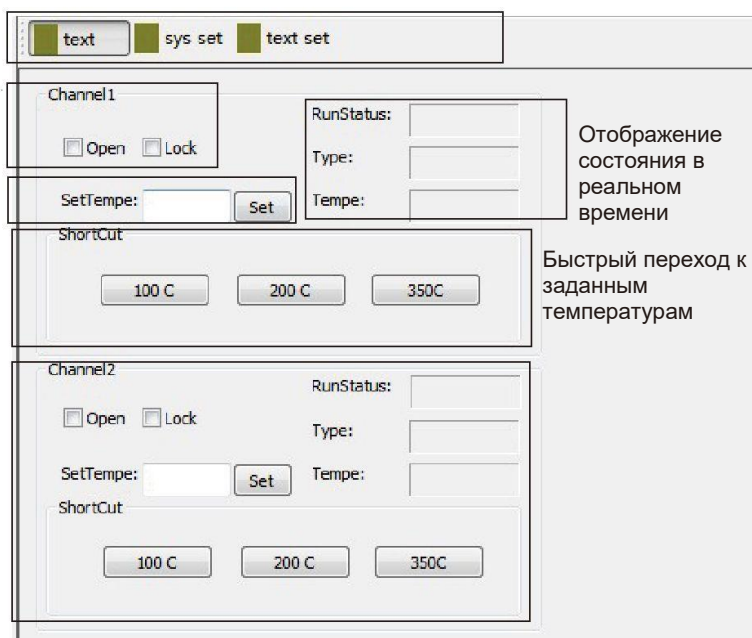 text sys set text set
Channel1
Open Lock
RunStatus:
Type:
SetTempe: Set Tempe:
Отображение
состояния в
реальном
времени
ShortCut
100 C 200 C 350C
Быстрый переход к
заданным
температурам
Channel2
RunStatus:
Open Lock
Type:
SetTempe: Set Tempe:
ShortCut
100 C 200 C 350C